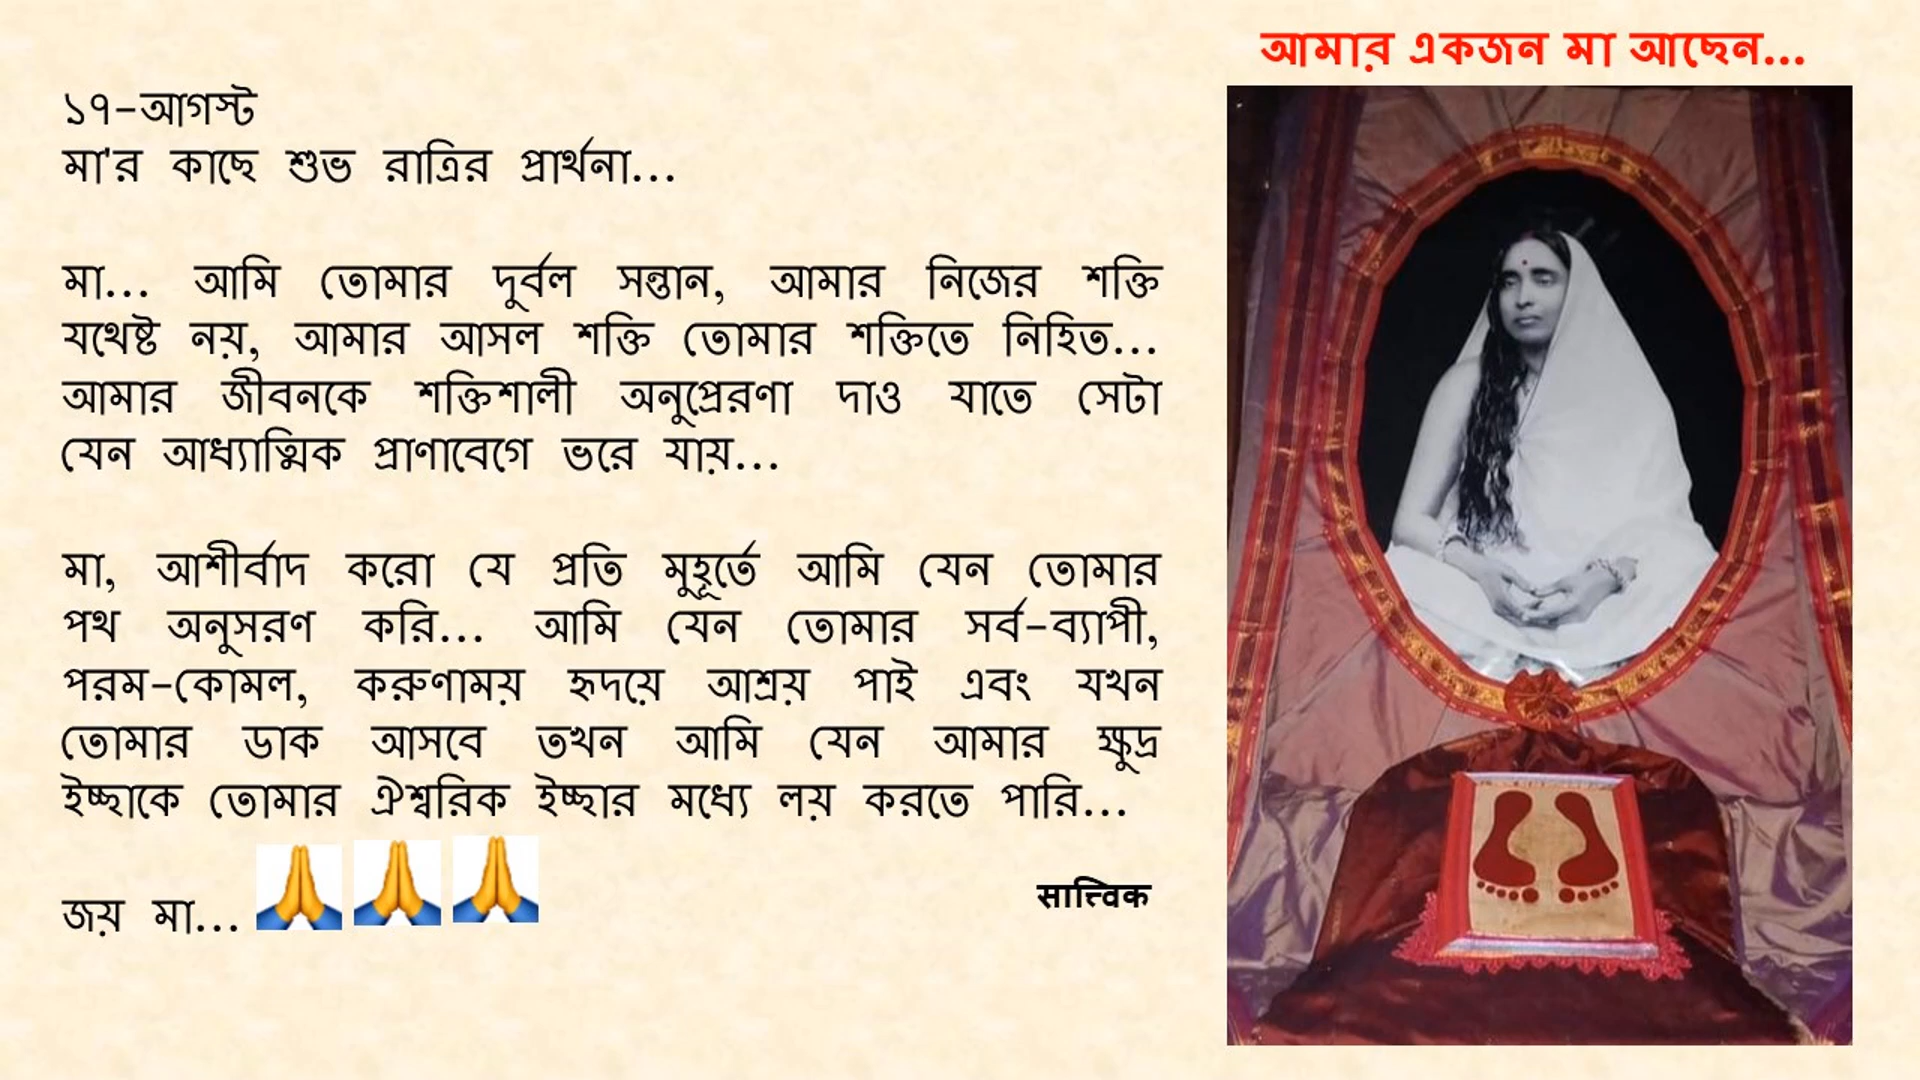 আমার একজন মা আছেন...
১৭-আগস্ট
মা'র কাছে শুভ রাত্রির প্রার্থনা...
মা... আমি তোমার দুর্বল সন্তান, আমার নিজের শক্তি
যথেষ্ট নয়, আমার আসল শক্তি তোমার শক্তিতে নিহিত...
আমার জীবনকে শক্তিশালী অনুপ্রেরণা দাও যাতে সেটা
যেন আধ্যাত্মিক প্রাণাবেগে ভরে যায়...
মা, আশীর্বাদ করো যে প্রতি মুহূর্তে আমি যেন তোমার
পথ অনুসরণ করি... আমি যেন তোমার সর্ব-ব্যাপী,
পরম-কোমল, করুণাময় হৃদয়ে আশ্রয় পাই এবং যখন
তোমার ডাক আসবে তখন আমি যেন আমার ক্ষুদ্র
ইচ্ছাকে তোমার ঐশ্বরিক ইচ্ছার মধ্যে লয় করতে পারি...
জয় মা... 🙏🙏🙏
सात्त्विक